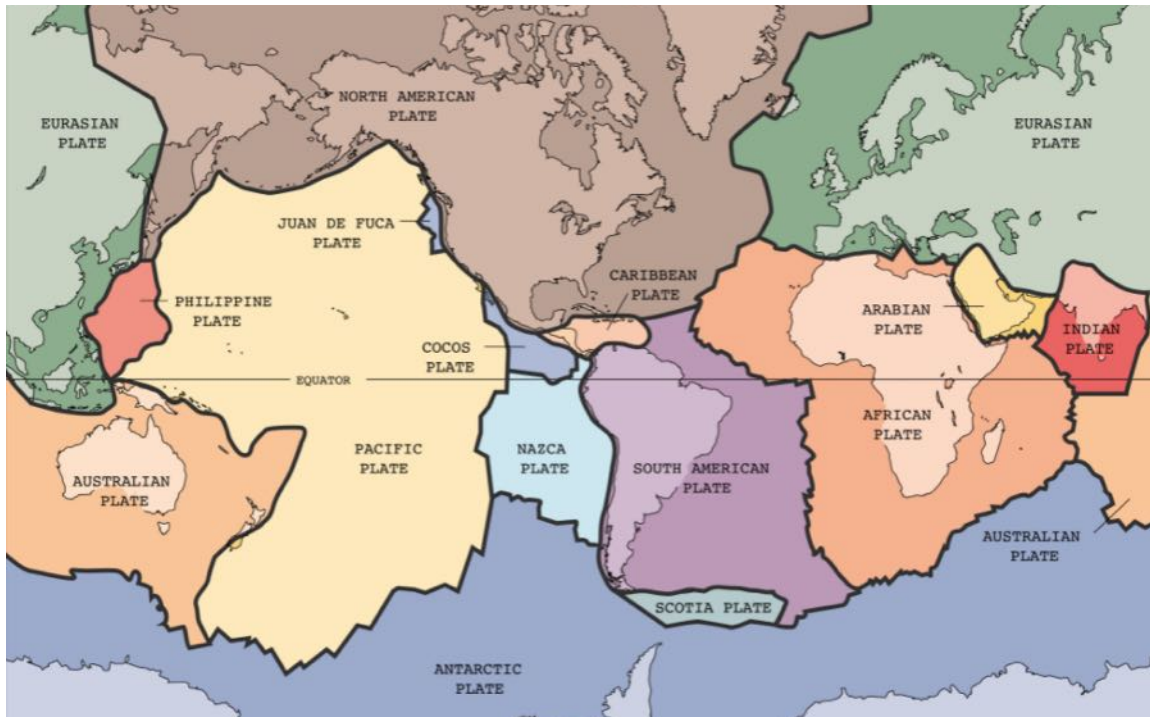 NORTH AMERICAN
PLATE
EURASIAN
PLATE
EURASIAN
PLATE
JUAN DE FUCA
PLATE
CARIBBEAN
PLATE
PHILIPPINE
PLATE
ARABIAN
PLATE
INDIAN
PLATE
COCOS
PLATE
EQUATOR
AFRICAN
PLATE
PACIFIC
PLATE
NAZCA
PLATE
SOUTH AMERICAN
PLATE
AUSTRALIAN
PLATE
AUSTRALIAN
PLATE
SCOTIA PLATE
ANTARCTIC
PLATE